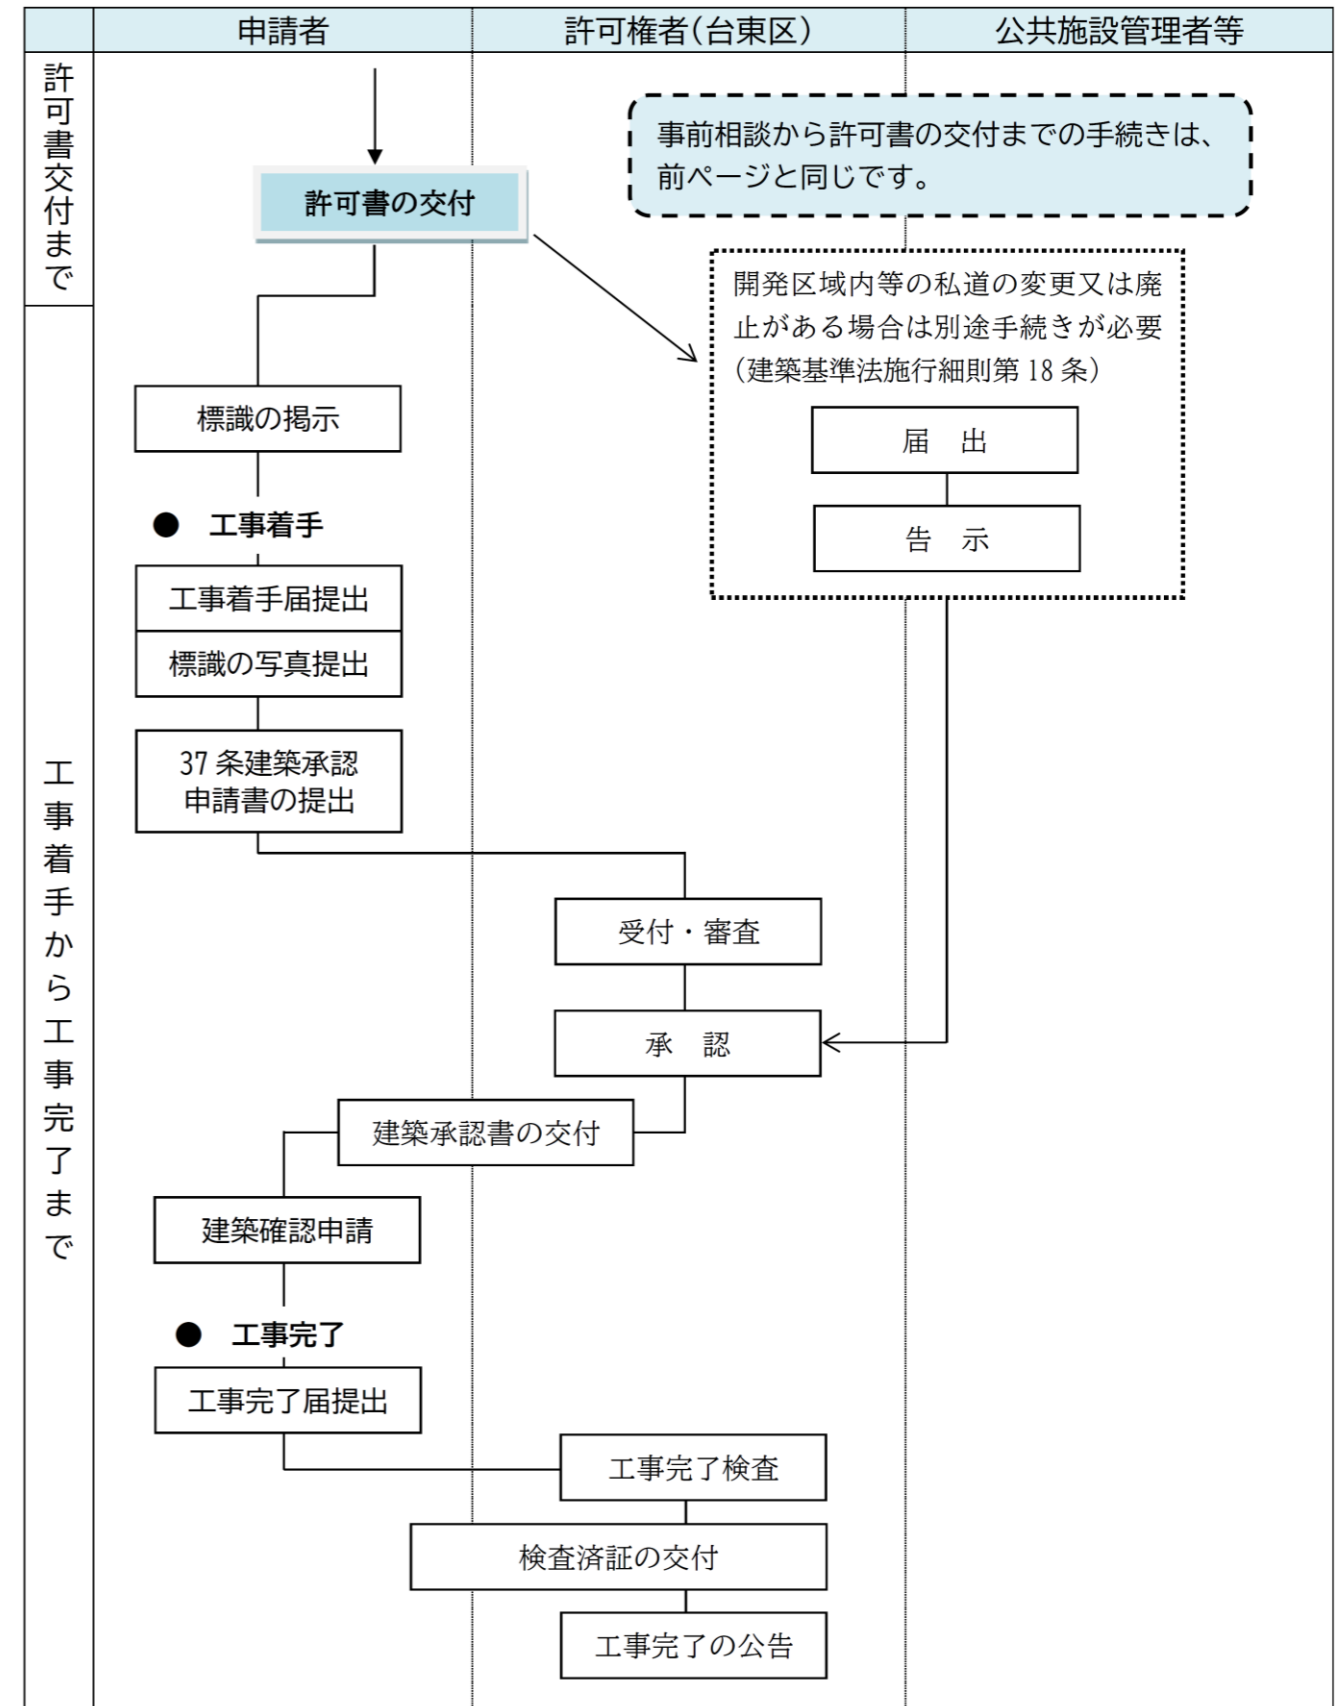 申請者
許可権者(台東区)
公共施設管理者等
許可書交付まで
事前相談から許可書の交付までの手続きは、
前ページと同じです。
許可書の交付
開発区域内等の私道の変更又は廃
止がある場合は別途手続きが必要
(建築基準法施行細則第 18 条)
届 出
告 示
工事着手から工事完了まで
標識の掲示
● 工事着手
工事着手届提出
標識の写真提出
37 条建築承認
申請書の提出
受付・審査
承 認
建築承認書の交付
建築確認申請
● 工事完了
工事完了届提出
工事完了検査
検査済証の交付
工事完了の公告